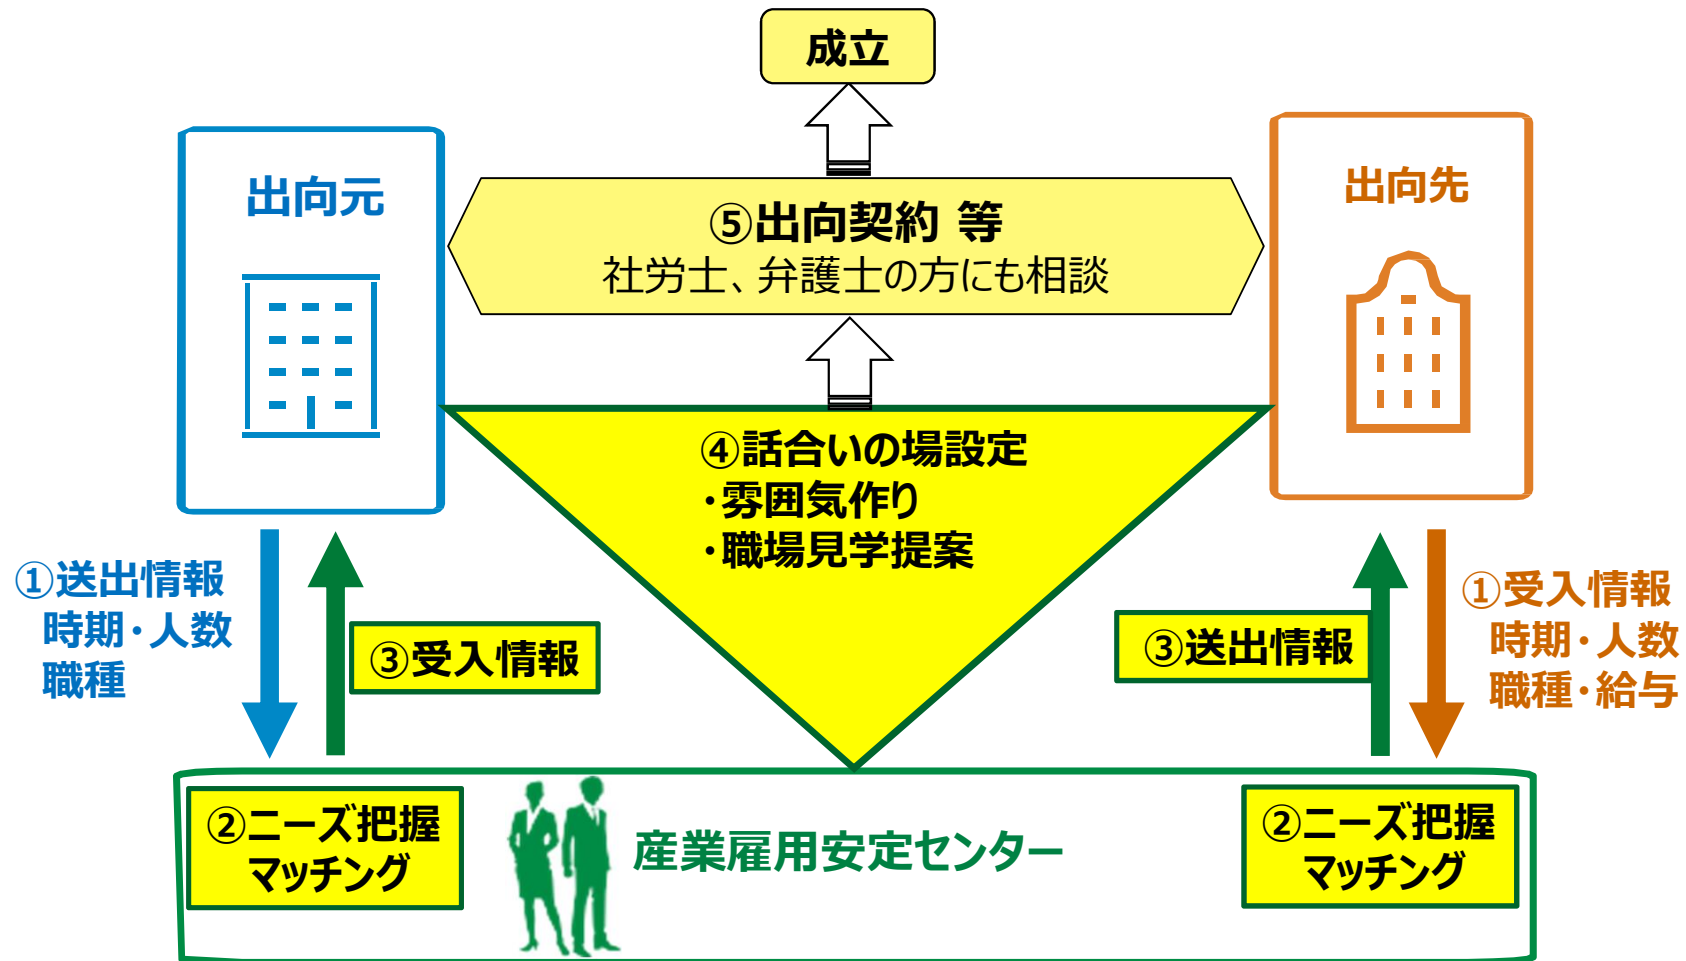 成立
出向元
出向先
⑤出向契約 等
社労士、弁護士の方にも相談
④話合いの場設定
・雰囲気作り
・職場見学提案
①送出情報
時期・人数
職種
③受入情報
③送出情報
①受入情報
時期・人数
職種・給与
②ニーズ把握
マッチング
産業雇用安定センター
②ニーズ把握
マッチング